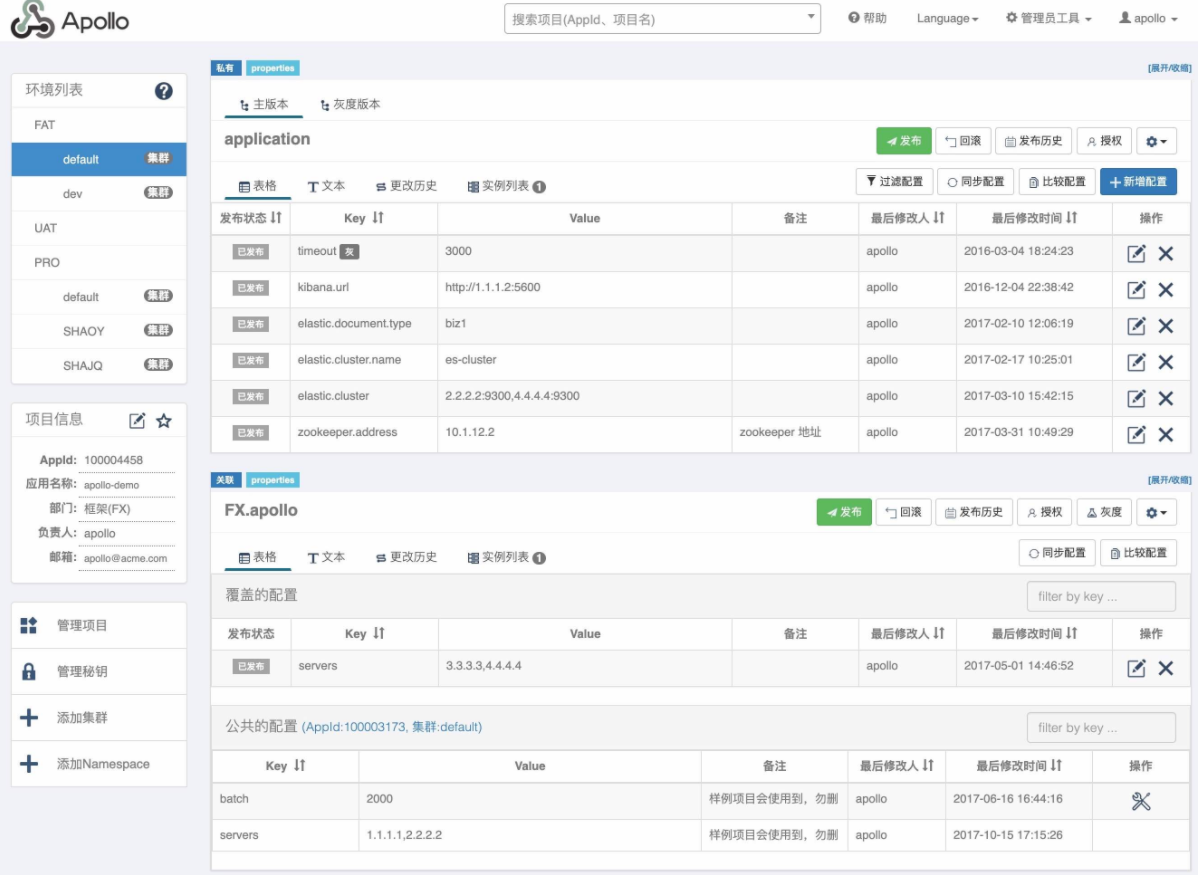 Apollo
搜索项目(AppId、项目名)
帮助
Language
管理员工具
apollo
环境列表
FAT
default 集群
dev 集群
UAT
PRO
default 集群
SHAOY 集群
SHAJQ 集群
项目信息
AppId: 100004458
应用名称: apollo-demo
部门: 框架(FX)
负责人: apollo
邮箱: apollo@acme.com
管理项目
管理秘钥
添加集群
添加Namespace
私有 properties [展开/收缩]
主版本 灰度版本
application 发布 回滚 发布历史 授权
表格 文本 更改历史 实例列表 1 过滤配置 同步配置 比较配置 新增配置
发布状态 Key Value 备注 最后修改人 最后修改时间 操作
已发布 timeout 灰 3000 apollo 2016-03-04 18:24:23
已发布 kibana.url http://1.1.1.2:5600 apollo 2016-12-04 22:38:42
已发布 elastic.document.type biz1 apollo 2017-02-10 12:06:19
已发布 elastic.cluster.name es-cluster apollo 2017-02-17 10:25:01
已发布 elastic.cluster 2.2.2.2:9300,4.4.4.4:9300 apollo 2017-03-10 15:42:15
已发布 zookeeper.address 10.1.12.2 zookeeper 地址 apollo 2017-03-31 10:49:29
关联 properties [展开/收缩]
FX.apollo 发布 回滚 发布历史 授权 灰度
表格 文本 更改历史 实例列表 1 同步配置 比较配置
覆盖的配置 filter by key ...
发布状态 Key Value 备注 最后修改人 最后修改时间 操作
已发布 servers 3.3.3.3,4.4.4.4 apollo 2017-05-01 14:46:52
公共的配置 (AppId:100003173, 集群:default) filter by key ...
Key Value 备注 最后修改人 最后修改时间 操作
batch 2000 样例项目会使用到，勿删 apollo 2017-06-16 16:44:16
servers 1.1.1.1,2.2.2.2 样例项目会使用到，勿删 apollo 2017-10-15 17:15:26